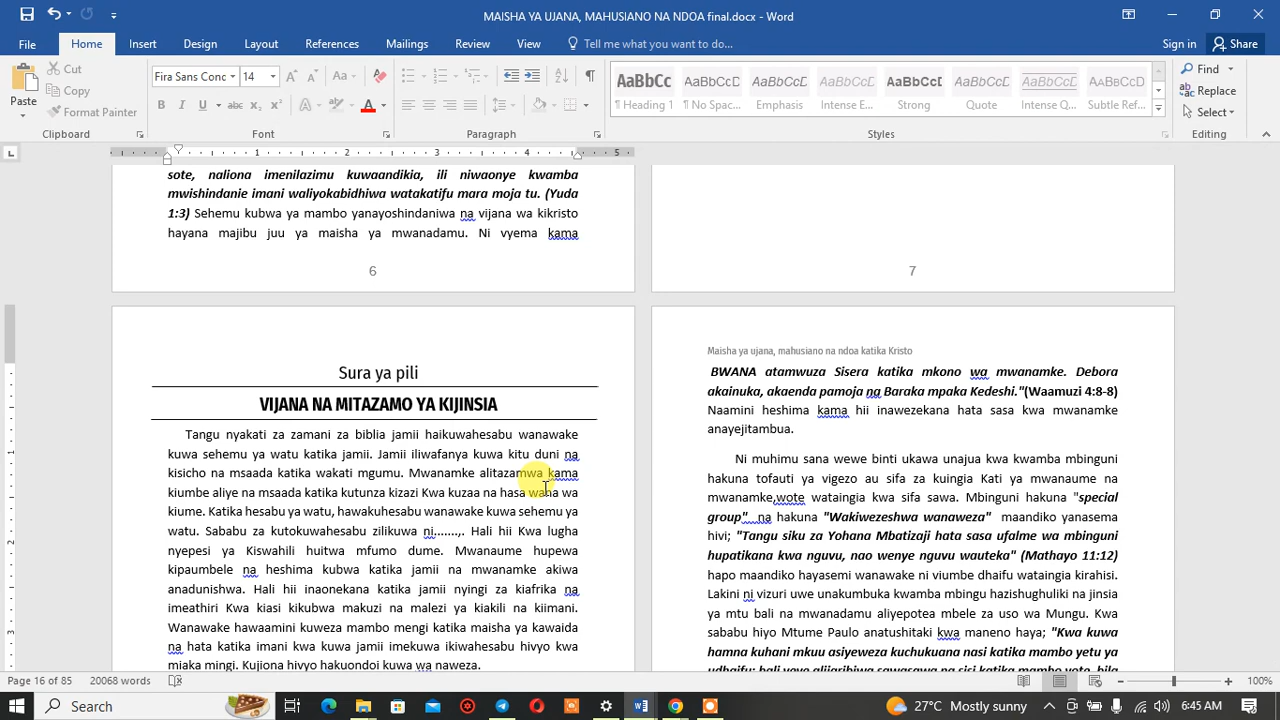 MAISHA YA UJANA, MAHUSIANO NA NDOA final.docx - Word
File Home Insert Design Layout References Mailings Review View Tell me what you want to do... Sign in Share
Cut
Copy
Format Painter
Paste
Fira Sans Conc 14
AaBbCc AaBbCcD AaBbCcD AaBbCcD AaBbCcD AaBbCcD AaBbCcD AaBbCcD
¶ Heading 1 ¶ No Spac... Emphasis Intense E... Strong Quote Intense Q... Subtle Ref...
Find
Replace
Select
Clipboard Font Paragraph Styles Editing
1 2 3 4 5
sote, naliona imenilazimu kuwaandikia, ili niwaonye kwamba
mwishindanie imani waliyokabidhiwa watakatifu mara moja tu. (Yuda
1:3) Sehemu kubwa ya mambo yanayoshindaniwa na vijana wa kikristo
hayana majibu juu ya maisha ya mwanadamu. Ni vyema kama
6
7
Sura ya pili
VIJANA NA MITAZAMO YA KIJINSIA
Tangu nyakati za zamani za biblia jamii haikuwahesabu wanawake
kuwa sehemu ya watu katika jamii. Jamii iliwafanya kuwa kitu duni na
kisicho na msaada katika wakati mgumu. Mwanamke alitazamwa kama
kiumbe aliye na msaada katika kutunza kizazi Kwa kuzaa na hasa wana wa
kiume. Katika hesabu ya watu, hawakuhesabu wanawake kuwa sehemu ya
watu. Sababu za kutokuwahesabu zilikuwa ni.......,. Hali hii Kwa lugha
nyepesi ya Kiswahili huitwa mfumo dume. Mwanaume hupewa
kipaumbele na heshima kubwa katika jamii na mwanamke akiwa
anadunishwa. Hali hii inaonekana katika jamii nyingi za kiafrika na
imeathiri Kwa kiasi kikubwa makuzi na malezi ya kiakili na kiimani.
Wanawake hawaamini kuweza mambo mengi katika maisha ya kawaida
na hata katika imani kwa kuwa jamii imekuwa ikiwahesabu hivyo kwa
miaka mingi. Kujiona hivyo hakuondoi kuwa wa naweza.
Maisha ya ujana, mahusiano na ndoa katika Kristo
BWANA atamwuza Sisera katika mkono wa mwanamke. Debora
akainuka, akaenda pamoja na Baraka mpaka Kedeshi."(Waamuzi 4:8-8)
Naamini heshima kama hii inawezekana hata sasa kwa mwanamke
anayejitambua.
Ni muhimu sana wewe binti ukawa unajua kwa kwamba mbinguni
hakuna tofauti ya vigezo au sifa za kuingia Kati ya mwanaume na
mwanamke,wote wataingia kwa sifa sawa. Mbinguni hakuna "special
group" na hakuna "Wakiwezeshwa wanaweza" maandiko yanasema
hivi; "Tangu siku za Yohana Mbatizaji hata sasa ufalme wa mbinguni
hupatikana kwa nguvu, nao wenye nguvu wauteka" (Mathayo 11:12)
hapo maandiko hayasemi wanawake ni viumbe dhaifu wataingia kirahisi.
Lakini ni vizuri uwe unakumbuka kwamba mbingu hazishughuliki na jinsia
ya mtu bali na mwanadamu aliyepotea mbele za uso wa Mungu. Kwa
sababu hiyo Mtume Paulo anatushitaki kwa maneno haya; "Kwa kuwa
hamna kuhani mkuu asiyeweza kuchukuana nasi katika mambo yetu ya
udhaifu; bali yeye alijaribiwa sawasawa na sisi katika mambo yote, bila
Page 16 of 85 20068 words 100%
Search 27°C Mostly sunny 6:45 AM